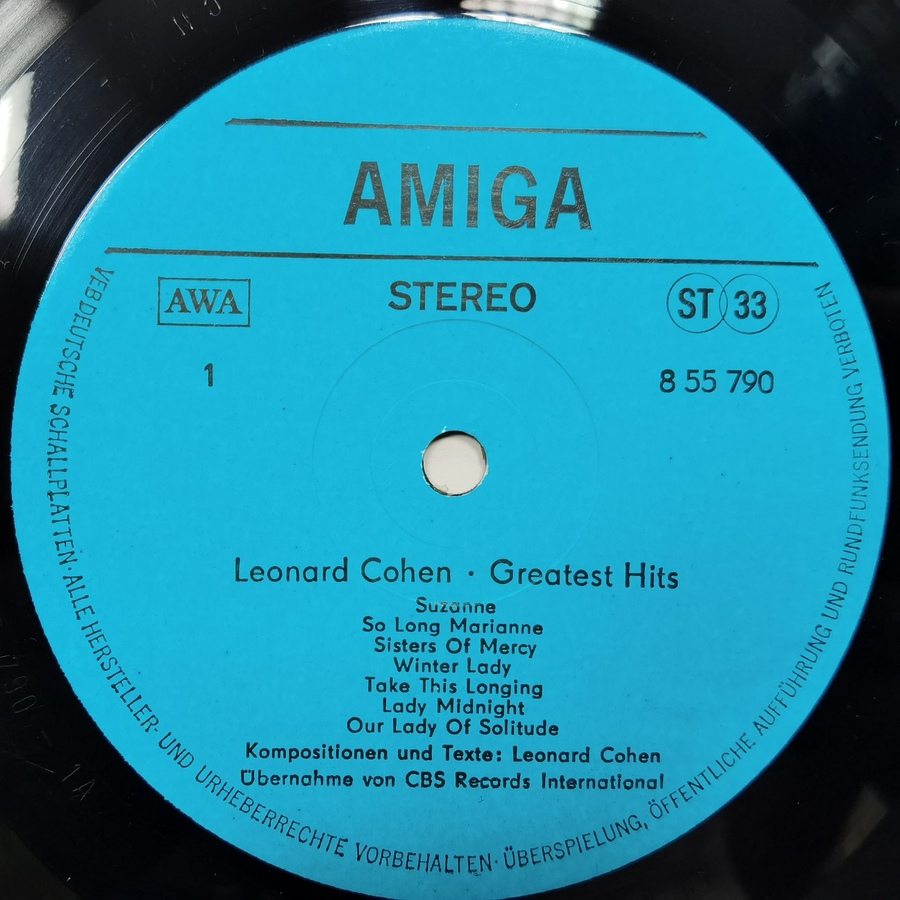 AMIGA
AWA
STEREO
ST 33
1
8 55 790
Leonard Cohen · Greatest Hits
Suzanne
So Long Marianne
Sisters Of Mercy
Winter Lady
Take This Longing
Lady Midnight
Our Lady Of Solitude
Kompositionen und Texte: Leonard Cohen
Übernahme von CBS Records International
VEB DEUTSCHE SCHALLPLATTEN · ALLE HERSTELLER- UND URHEBERRECHTE VORBEHALTEN · ÜBERSPIELUNG, ÖFFENTLICHE AUFFÜHRUNG UND RUNDFUNKSENDUNG VERBOTEN